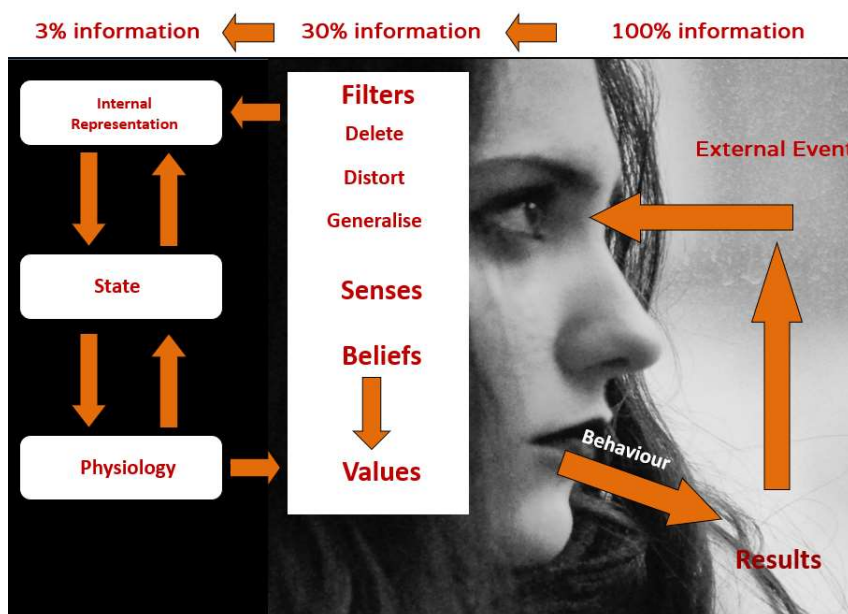 3% information
30% information
100% information
Internal
Representation
State
Physiology
Filters
Delete
Distort
Generalise
Senses
Beliefs
Values
External Event
Behaviour
Results